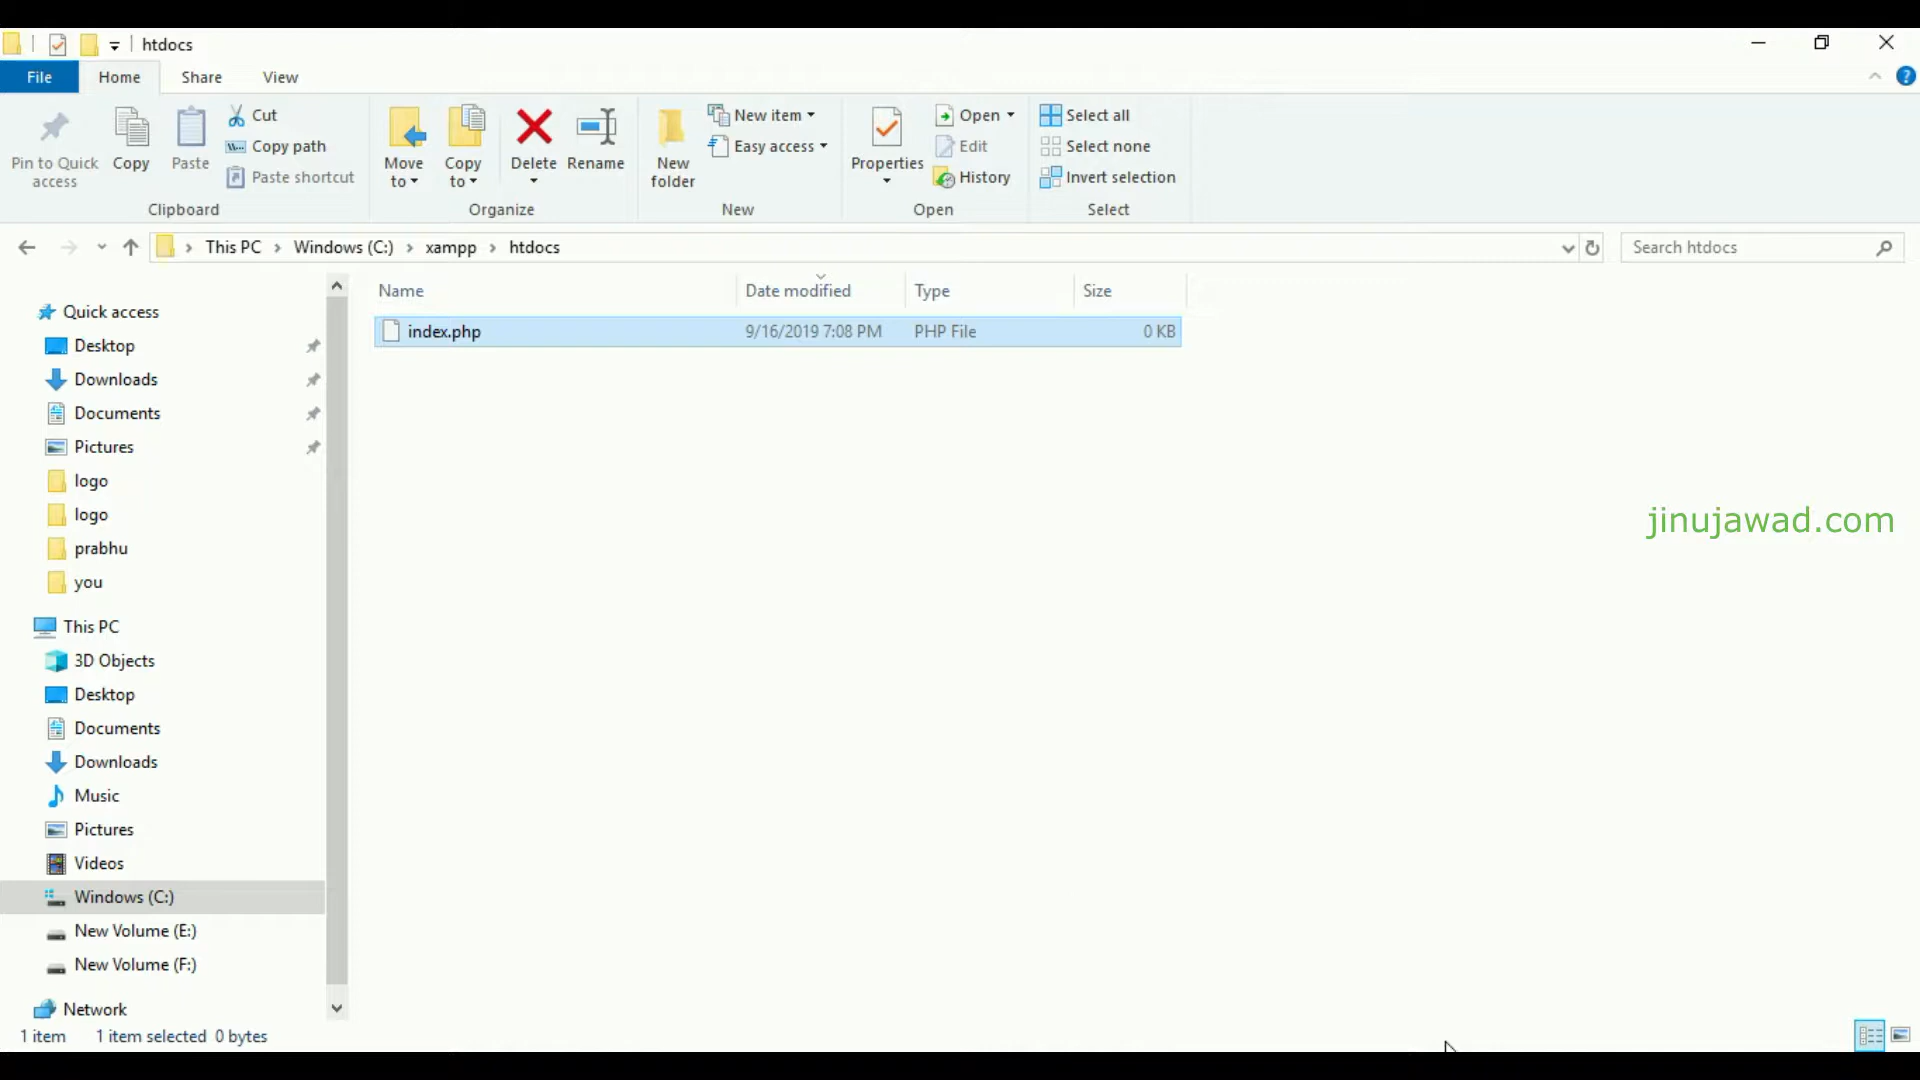 htdocs
File Home Share View
Pin to Quick access
Copy
Paste
Cut
Copy path
Paste shortcut
Clipboard
Move to
Copy to
Delete
Rename
Organize
New folder
New item
Easy access
New
Properties
Open
Edit
History
Open
Select all
Select none
Invert selection
Select
This PC > Windows (C:) > xampp > htdocs
Search htdocs
Name Date modified Type Size
index.php 9/16/2019 7:08 PM PHP File 0 KB
Quick access
Desktop
Downloads
Documents
Pictures
logo
logo
prabhu
you
This PC
3D Objects
Desktop
Documents
Downloads
Music
Pictures
Videos
Windows (C:)
New Volume (E:)
New Volume (F:)
Network
jinujawad.com
1 item 1 item selected 0 bytes